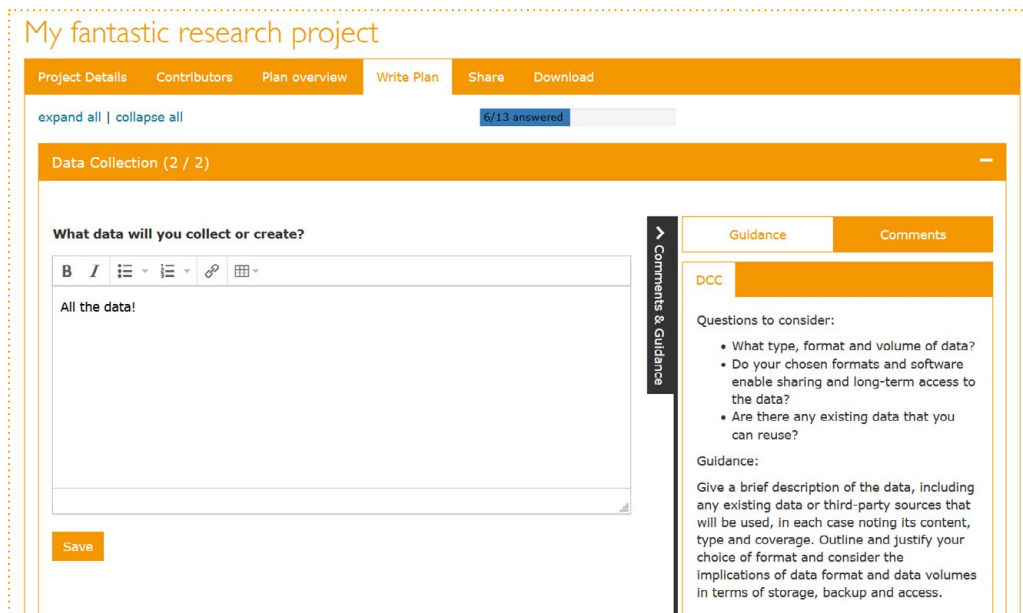 My fantastic research project
Project Details Contributors Plan overview Write Plan Share Download
expand all | collapse all
6/13 answered
Data Collection (2 / 2)
What data will you collect or create?
B I
All the data!
Save
Comments & Guidance
Guidance Comments
DCC
Questions to consider:
• What type, format and volume of data?
• Do your chosen formats and software
enable sharing and long-term access to
the data?
• Are there any existing data that you
can reuse?
Guidance:
Give a brief description of the data, including
any existing data or third-party sources that
will be used, in each case noting its content,
type and coverage. Outline and justify your
choice of format and consider the
implications of data format and data volumes
in terms of storage, backup and access.